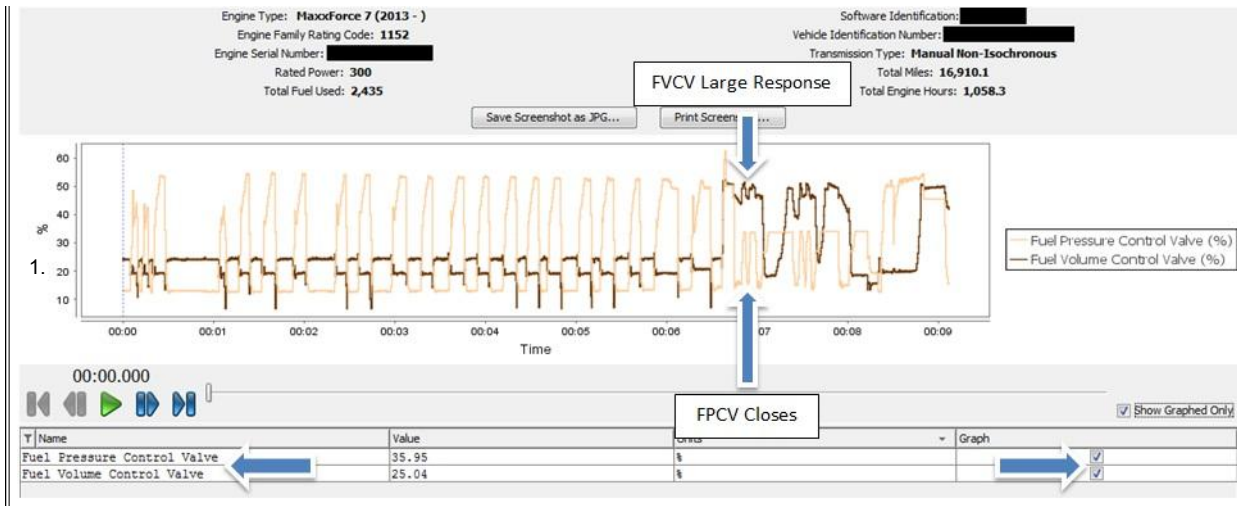 Engine Type: MaxxForce 7 (2013 - )
Engine Family Rating Code: 1152
Engine Serial Number:
Rated Power: 300
Total Fuel Used: 2,435
Software Identification:
Vehicle Identification Number:
Transmission Type: Manual Non-Isochronous
Total Miles: 16,910.1
Total Engine Hours: 1,058.3
FVCV Large Response
Save Screenshot as JPG...
Print Screen
...
60
50
40
30
20
10
%
1.
00:00
00:01
00:02
00:03
00:04
00:05
00:06
07
00:08
00:09
Time
Fuel Pressure Control Valve (%)
Fuel Volume Control Valve (%)
00:00.000
FPCV Closes
Show Graphed Only
Name Value Units Graph
Fuel Pressure Control Valve 35.95 %
Fuel Volume Control Valve 25.04 %